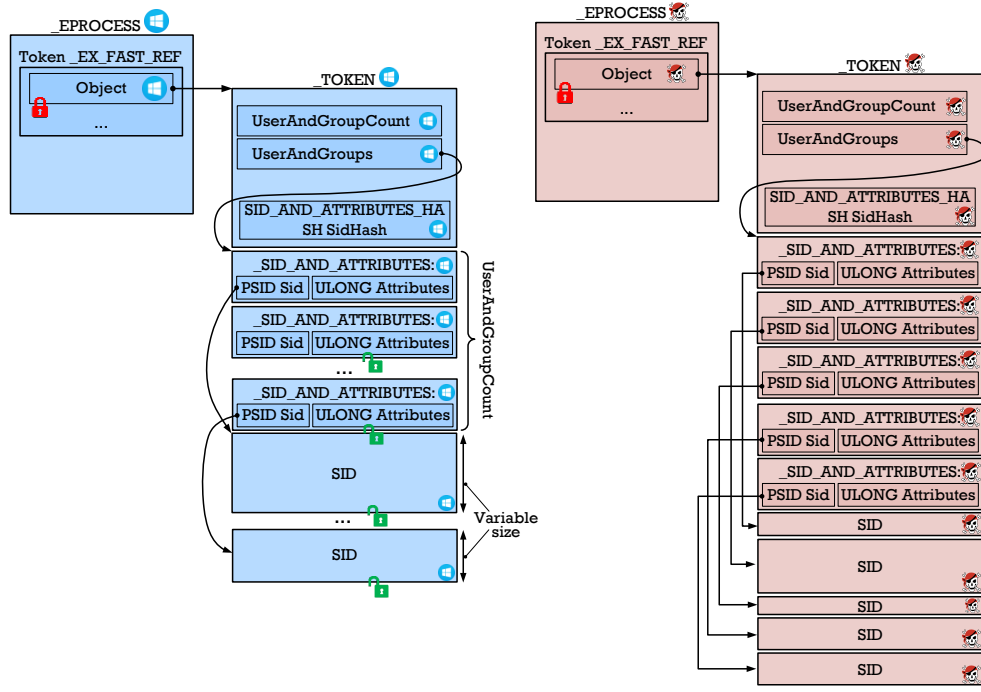 _EPROCESS
Token _EX_FAST_REF
Object
...
_TOKEN
UserAndGroupCount
UserAndGroups
SID_AND_ATTRIBUTES_HA
SH SidHash
_SID_AND_ATTRIBUTES:
PSID Sid
ULONG Attributes
_SID_AND_ATTRIBUTES:
PSID Sid
ULONG Attributes
...
_SID_AND_ATTRIBUTES:
PSID Sid
ULONG Attributes
UserAndGroupCount
SID
...
SID
Variable
size
_EPROCESS
Token _EX_FAST_REF
Object
...
_TOKEN
UserAndGroupCount
UserAndGroups
SID_AND_ATTRIBUTES_HA
SH SidHash
_SID_AND_ATTRIBUTES:
PSID Sid
ULONG Attributes
_SID_AND_ATTRIBUTES:
PSID Sid
ULONG Attributes
_SID_AND_ATTRIBUTES:
PSID Sid
ULONG Attributes
_SID_AND_ATTRIBUTES:
PSID Sid
ULONG Attributes
_SID_AND_ATTRIBUTES:
PSID Sid
ULONG Attributes
SID
SID
SID
SID
SID